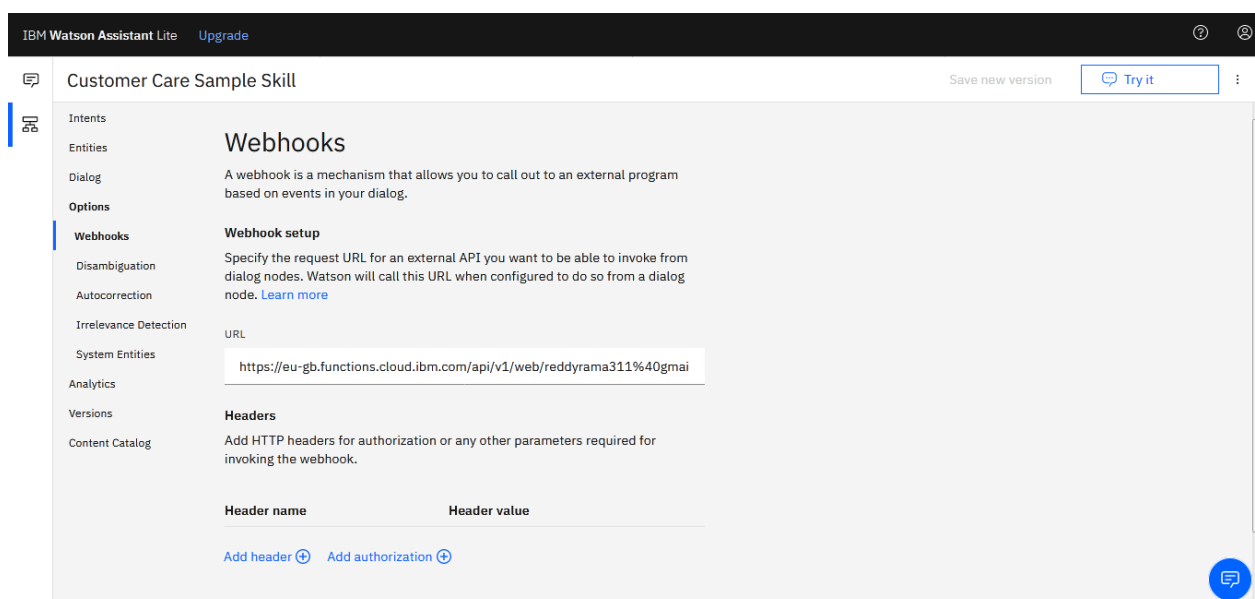 IBM Watson Assistant Lite Upgrade
Customer Care Sample Skill
Save new version
Try it
Intents
Entities
Dialog
Options
Webhooks
Disambiguation
Autocorrection
Irrelevance Detection
System Entities
Analytics
Versions
Content Catalog
Webhooks
A webhook is a mechanism that allows you to call out to an external program
based on events in your dialog.
Webhook setup
Specify the request URL for an external API you want to be able to invoke from
dialog nodes. Watson will call this URL when configured to do so from a dialog
node. Learn more
URL
https://eu-gb.functions.cloud.ibm.com/api/v1/web/reddyrama311%40gmai
Headers
Add HTTP headers for authorization or any other parameters required for
invoking the webhook.
Header name Header value
Add header Add authorization